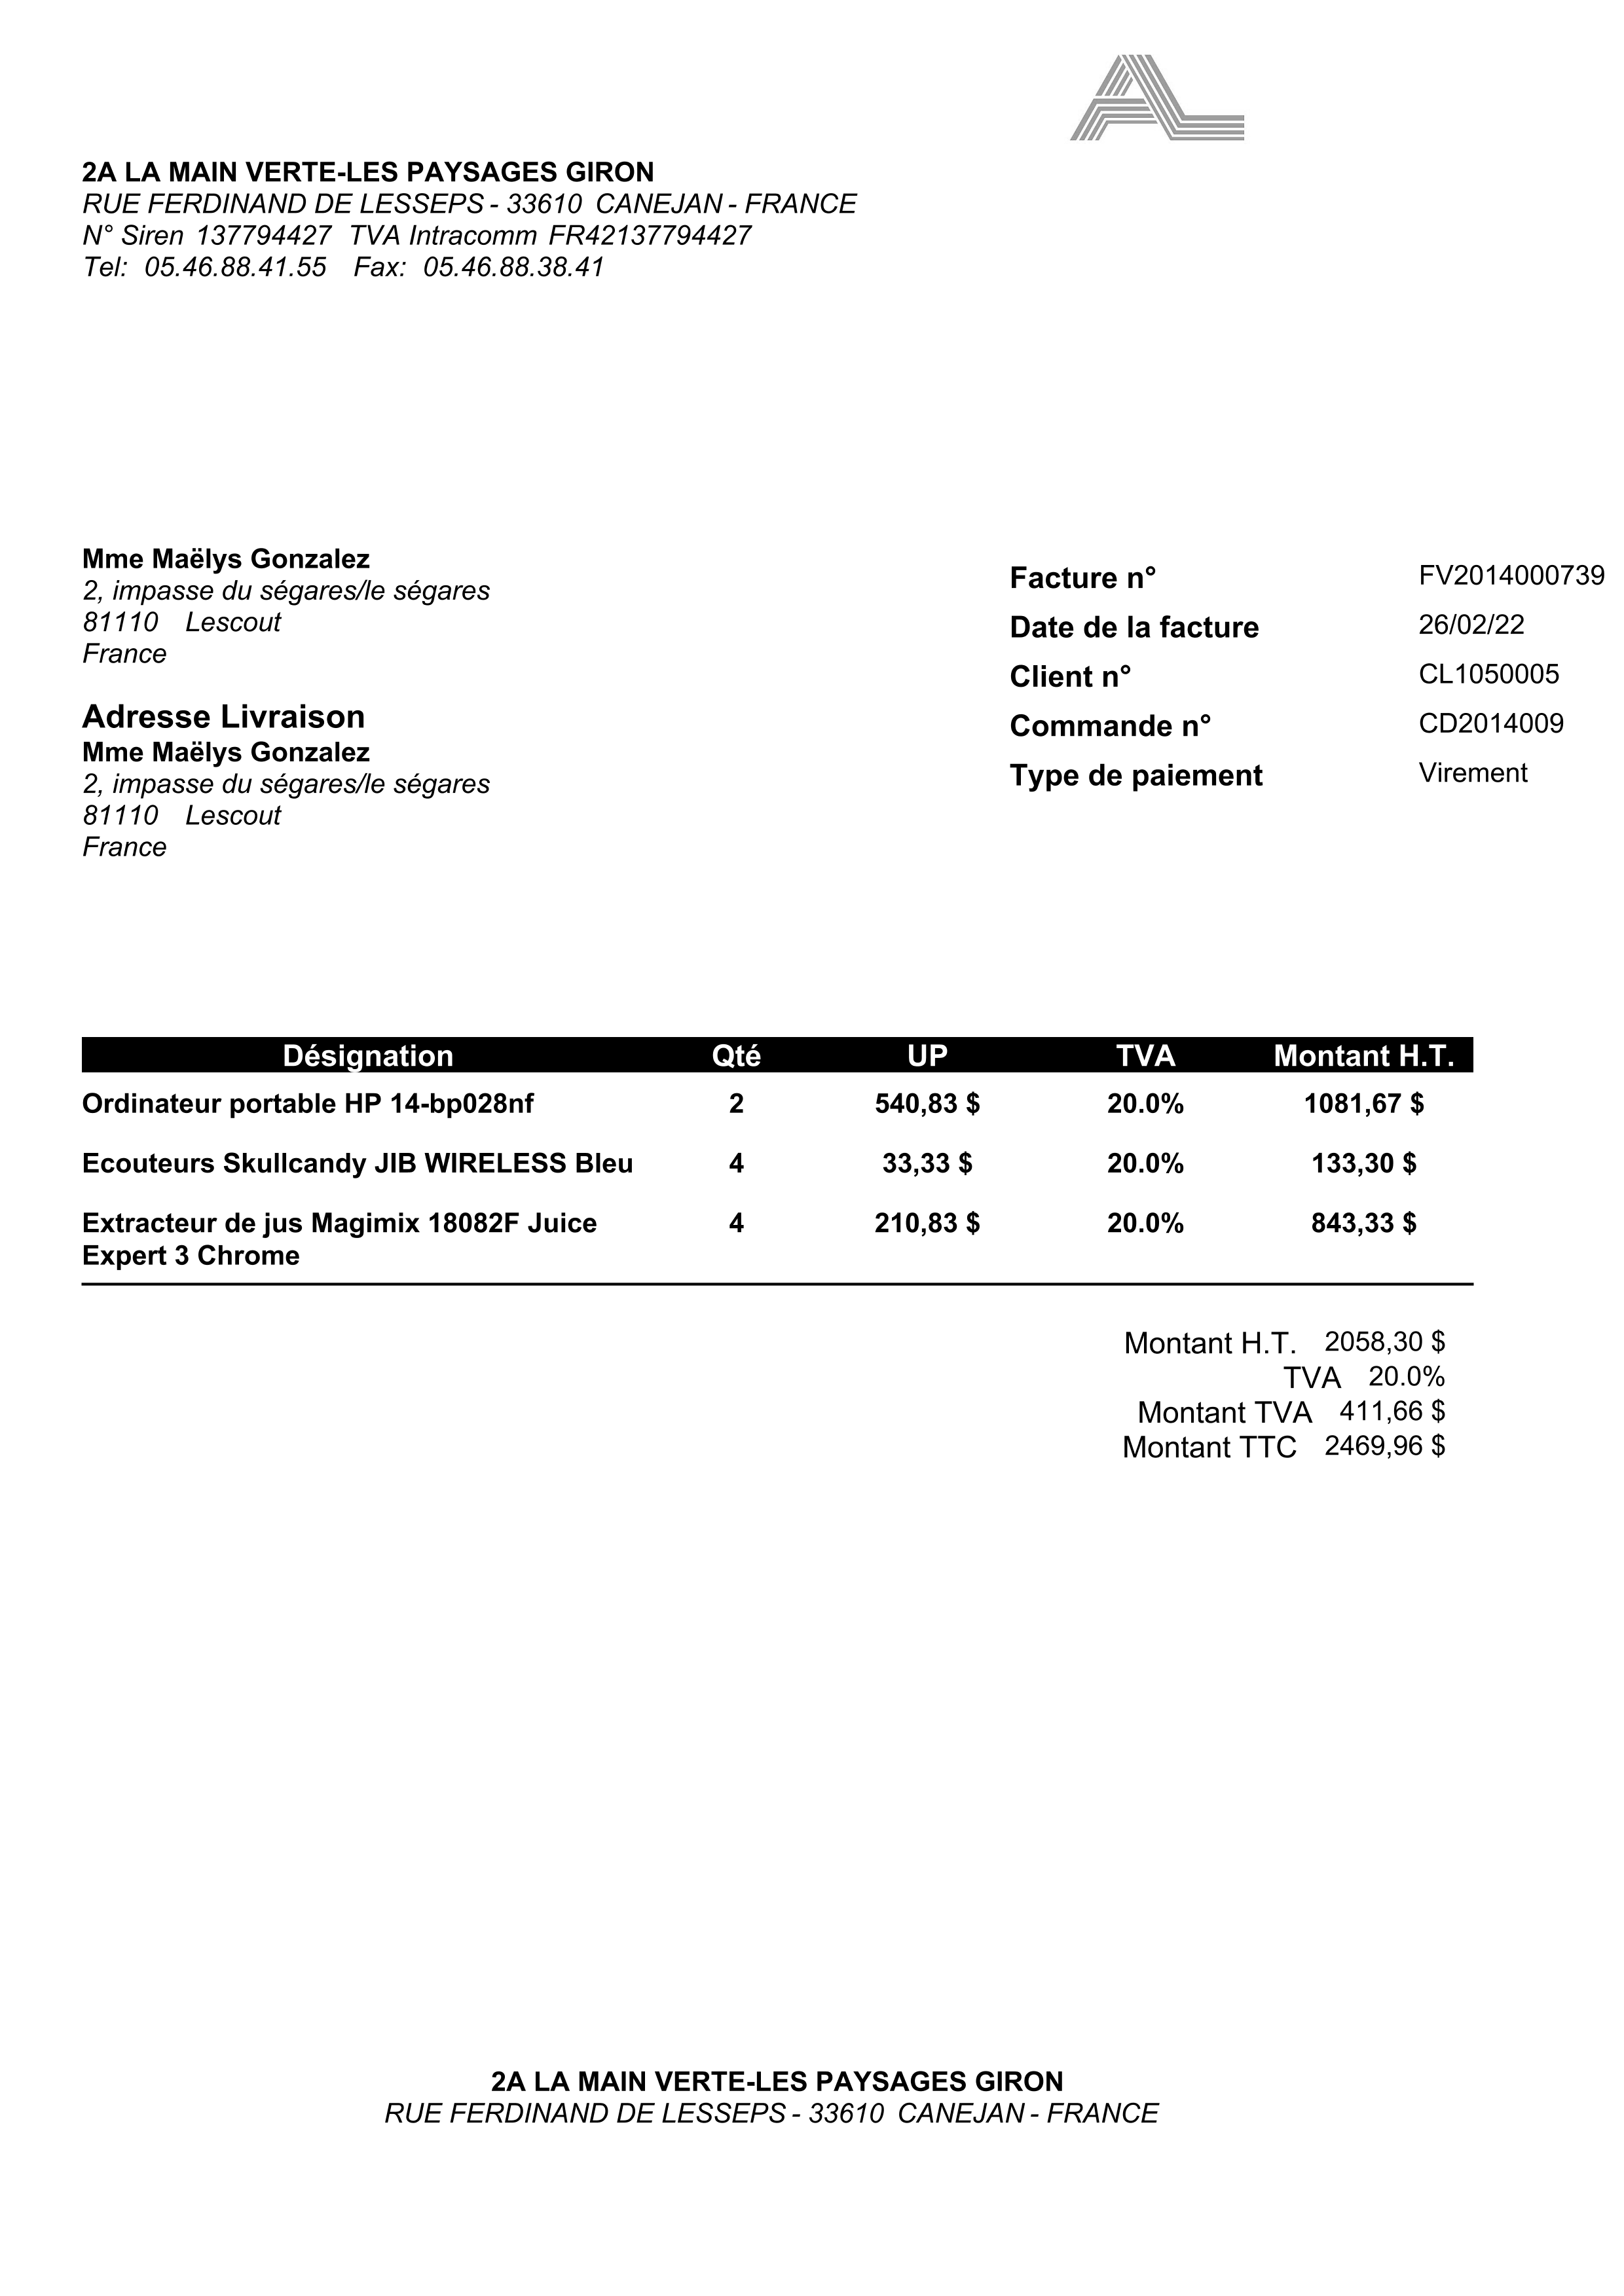 AL
2A LA MAIN VERTE-LES PAYSAGES GIRON
RUE FERDINAND DE LESSEPS - 33610 CANEJAN - FRANCE
N° Siren 137794427 TVA Intracomm FR42137794427
Tel: 05.46.88.41.55 Fax: 05.46.88.38.41
Mme Maëlys Gonzalez
2, impasse du ségares/le ségares
81110 Lescout
France
Adresse Livraison
Mme Maëlys Gonzalez
2, impasse du ségares/le ségares
81110 Lescout
France
Facture n° FV2014000739
Date de la facture 26/02/22
Client n° CL1050005
Commande n° CD2014009
Type de paiement Virement
Désignation Qté UP TVA Montant H.T.
Ordinateur portable HP 14-bp028nf 2 540,83 $ 20.0% 1081,67 $
Ecouteurs Skullcandy JIB WIRELESS Bleu 4 33,33 $ 20.0% 133,30 $
Extracteur de jus Magimix 18082F Juice 4 210,83 $ 20.0% 843,33 $
Expert 3 Chrome
Montant H.T. 2058,30 $
TVA 20.0%
Montant TVA 411,66 $
Montant TTC 2469,96 $
2A LA MAIN VERTE-LES PAYSAGES GIRON
RUE FERDINAND DE LESSEPS - 33610 CANEJAN - FRANCE